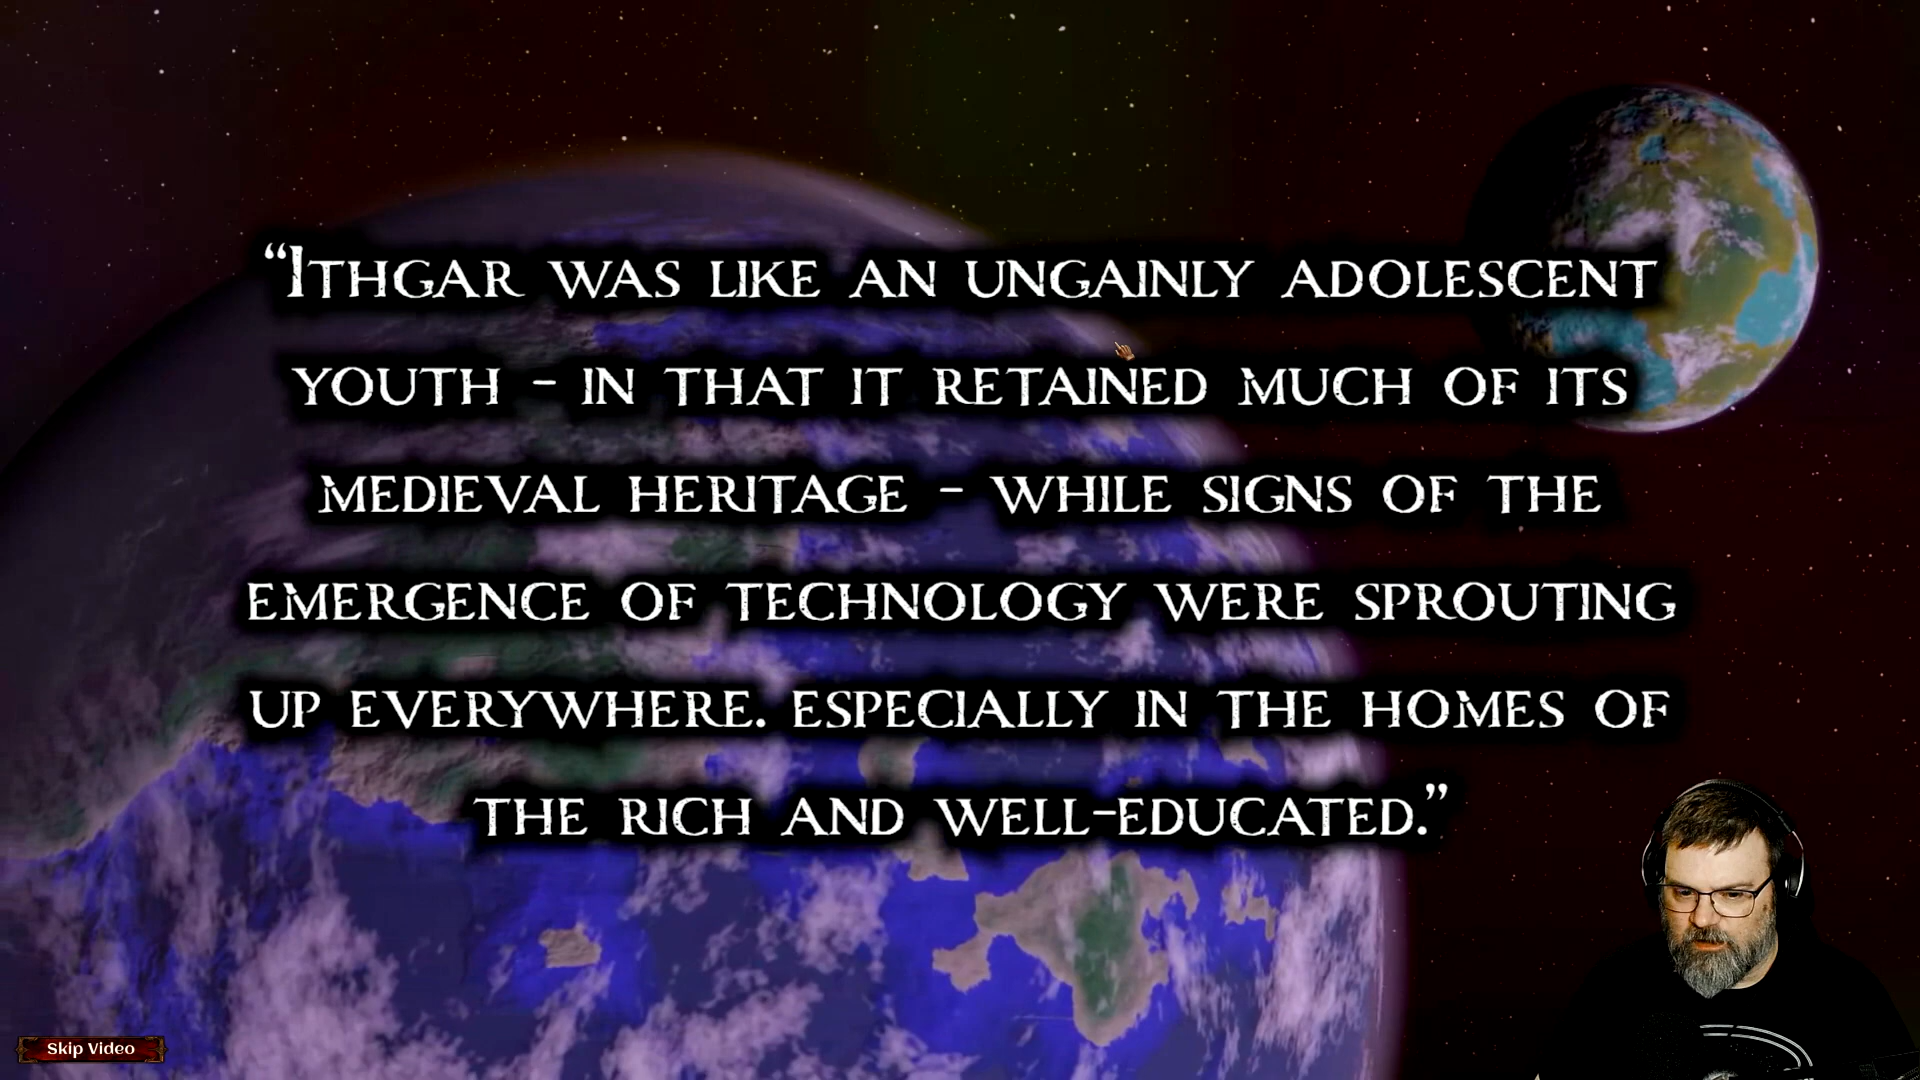 “Ithgar was like an ungainly adolescent
youth - in that it retained much of its
medieval heritage - while signs of the
emergence of technology were sprouting
up everywhere. especially in the homes of
the rich and well-educated.”
Skip Video